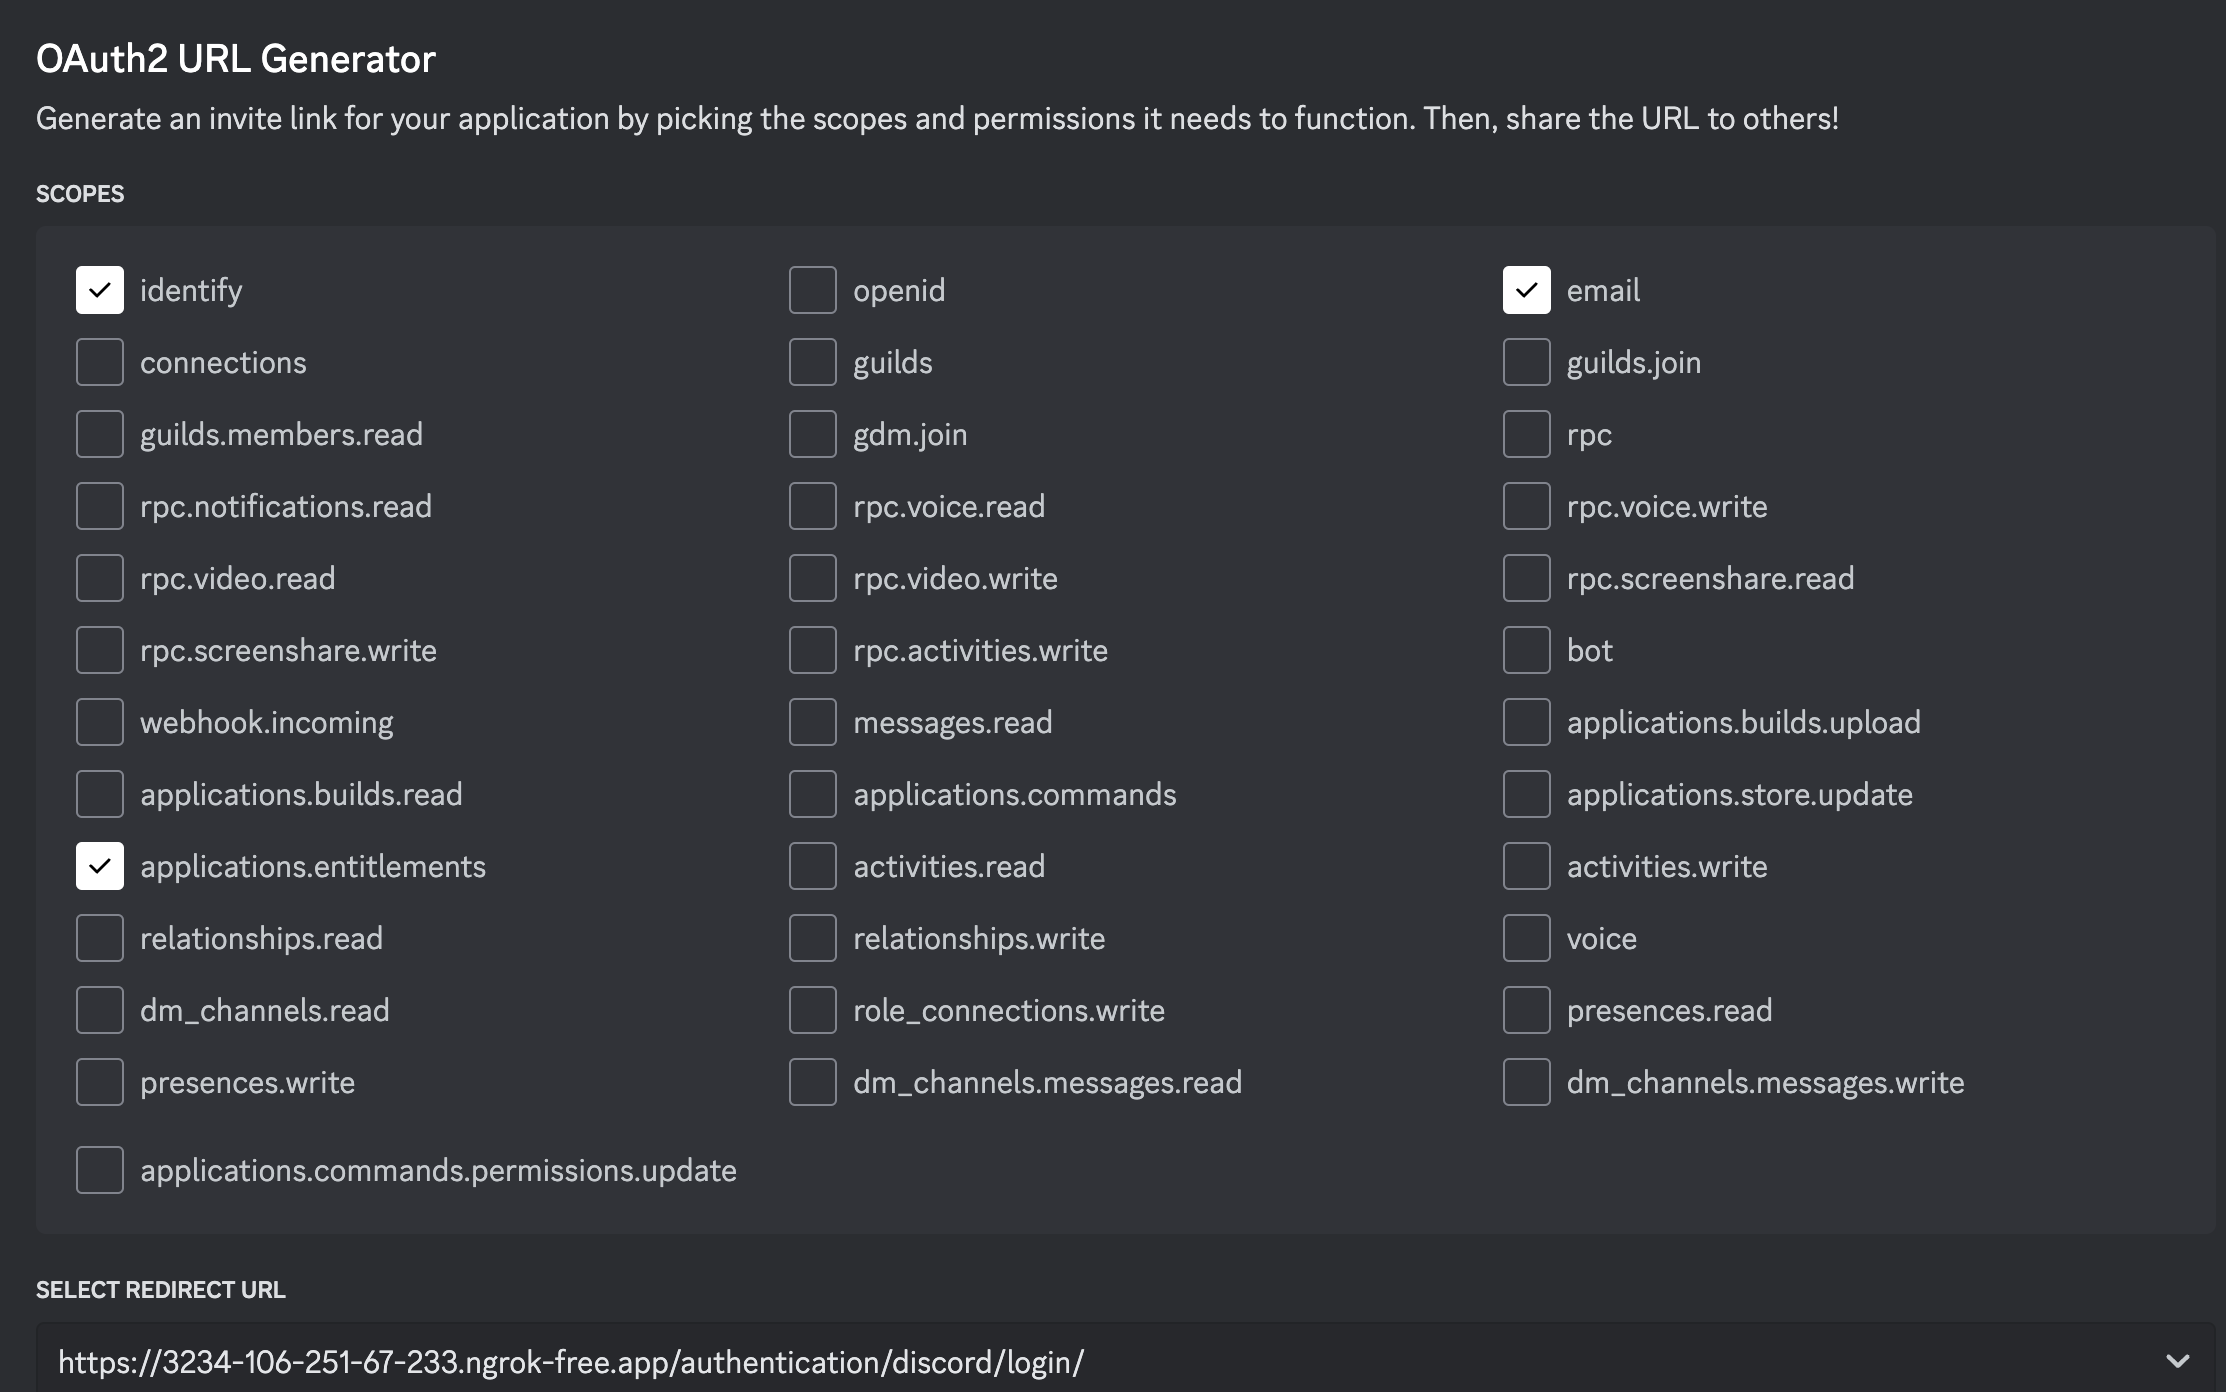 OAuth2 URL Generator
Generate an invite link for your application by picking the scopes and permissions it needs to function. Then, share the URL to others!
SCOPES
identify
openid
email
connections
guilds
guilds.join
guilds.members.read
gdm.join
rpc
rpc.notifications.read
rpc.voice.read
rpc.voice.write
rpc.video.read
rpc.video.write
rpc.screenshare.read
rpc.screenshare.write
rpc.activities.write
bot
webhook.incoming
messages.read
applications.builds.upload
applications.builds.read
applications.commands
applications.store.update
applications.entitlements
activities.read
activities.write
relationships.read
relationships.write
voice
dm_channels.read
role_connections.write
presences.read
presences.write
dm_channels.messages.read
dm_channels.messages.write
applications.commands.permissions.update
SELECT REDIRECT URL
https://3234-106-251-67-233.ngrok-free.app/authentication/discord/login/